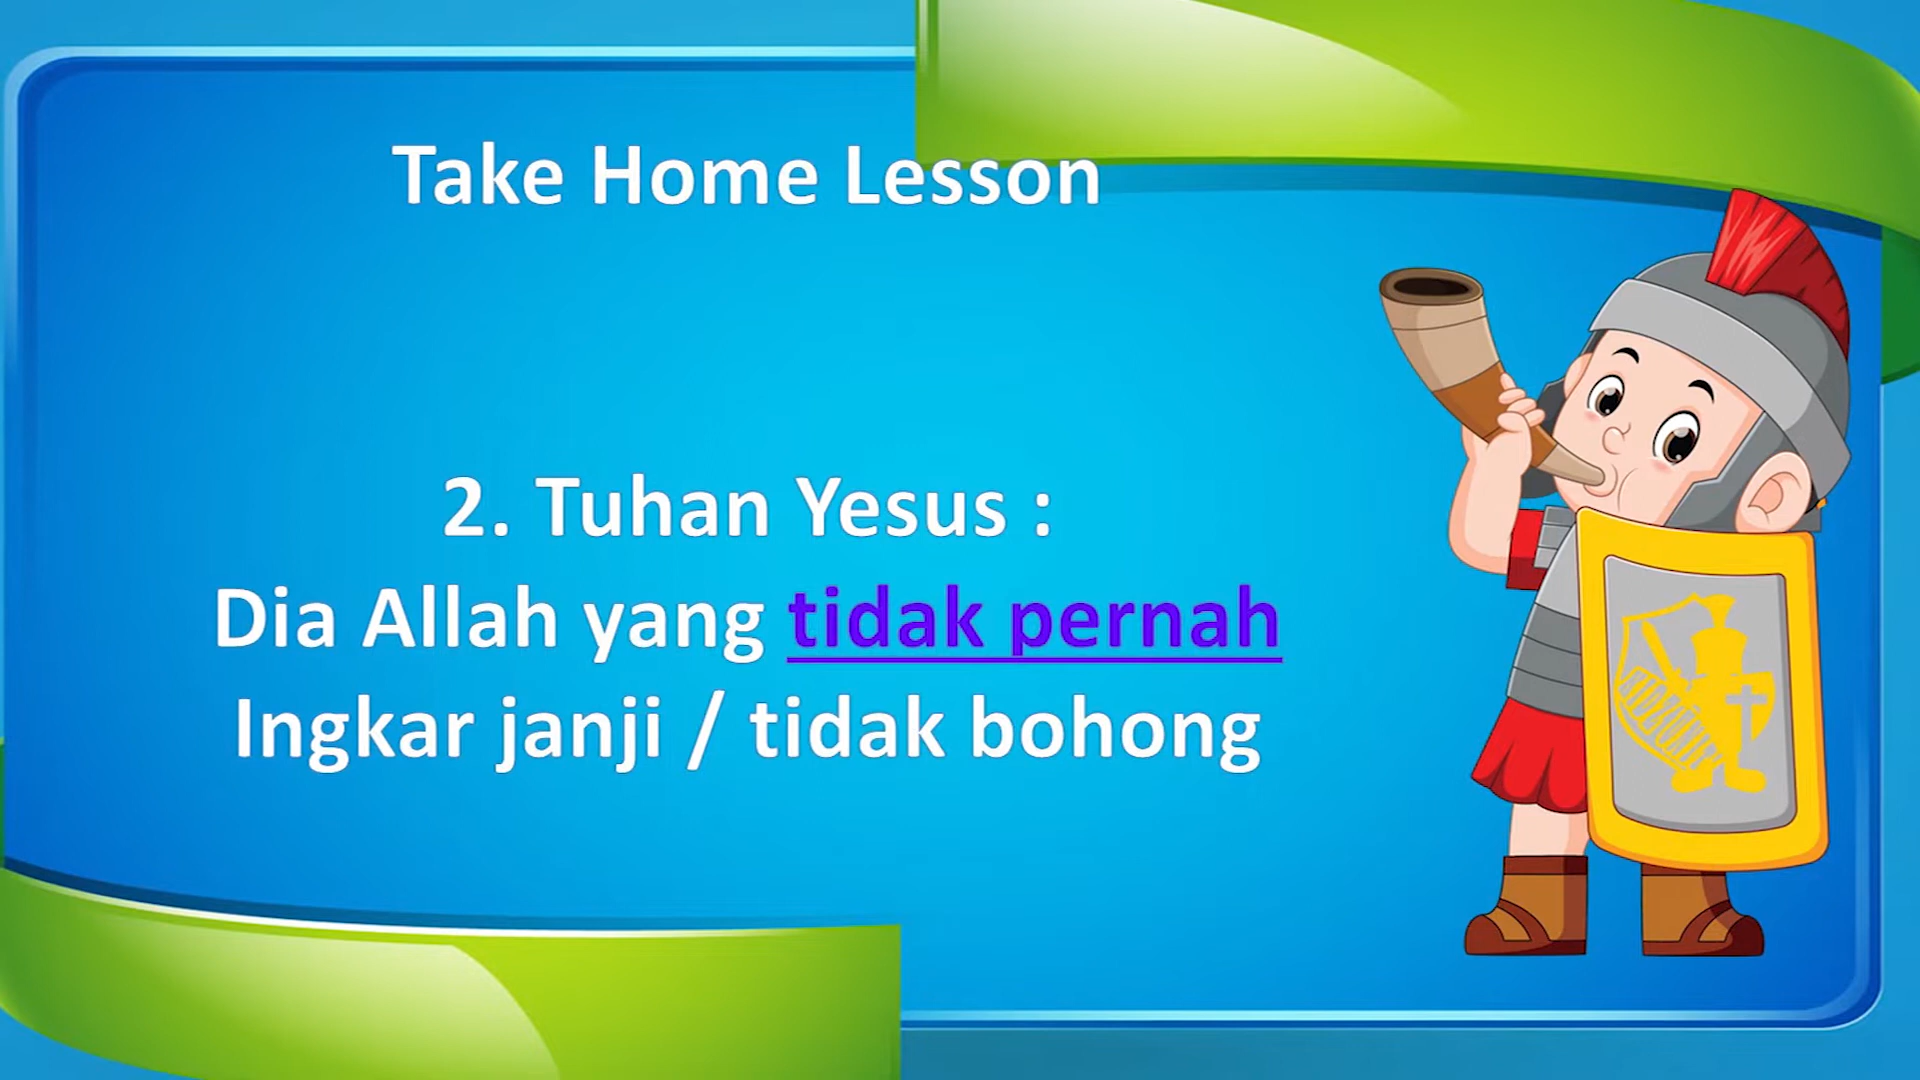 Take Home Lesson
2. Tuhan Yesus :
Dia Allah yang tidak pernah
Ingkar janji / tidak bohong